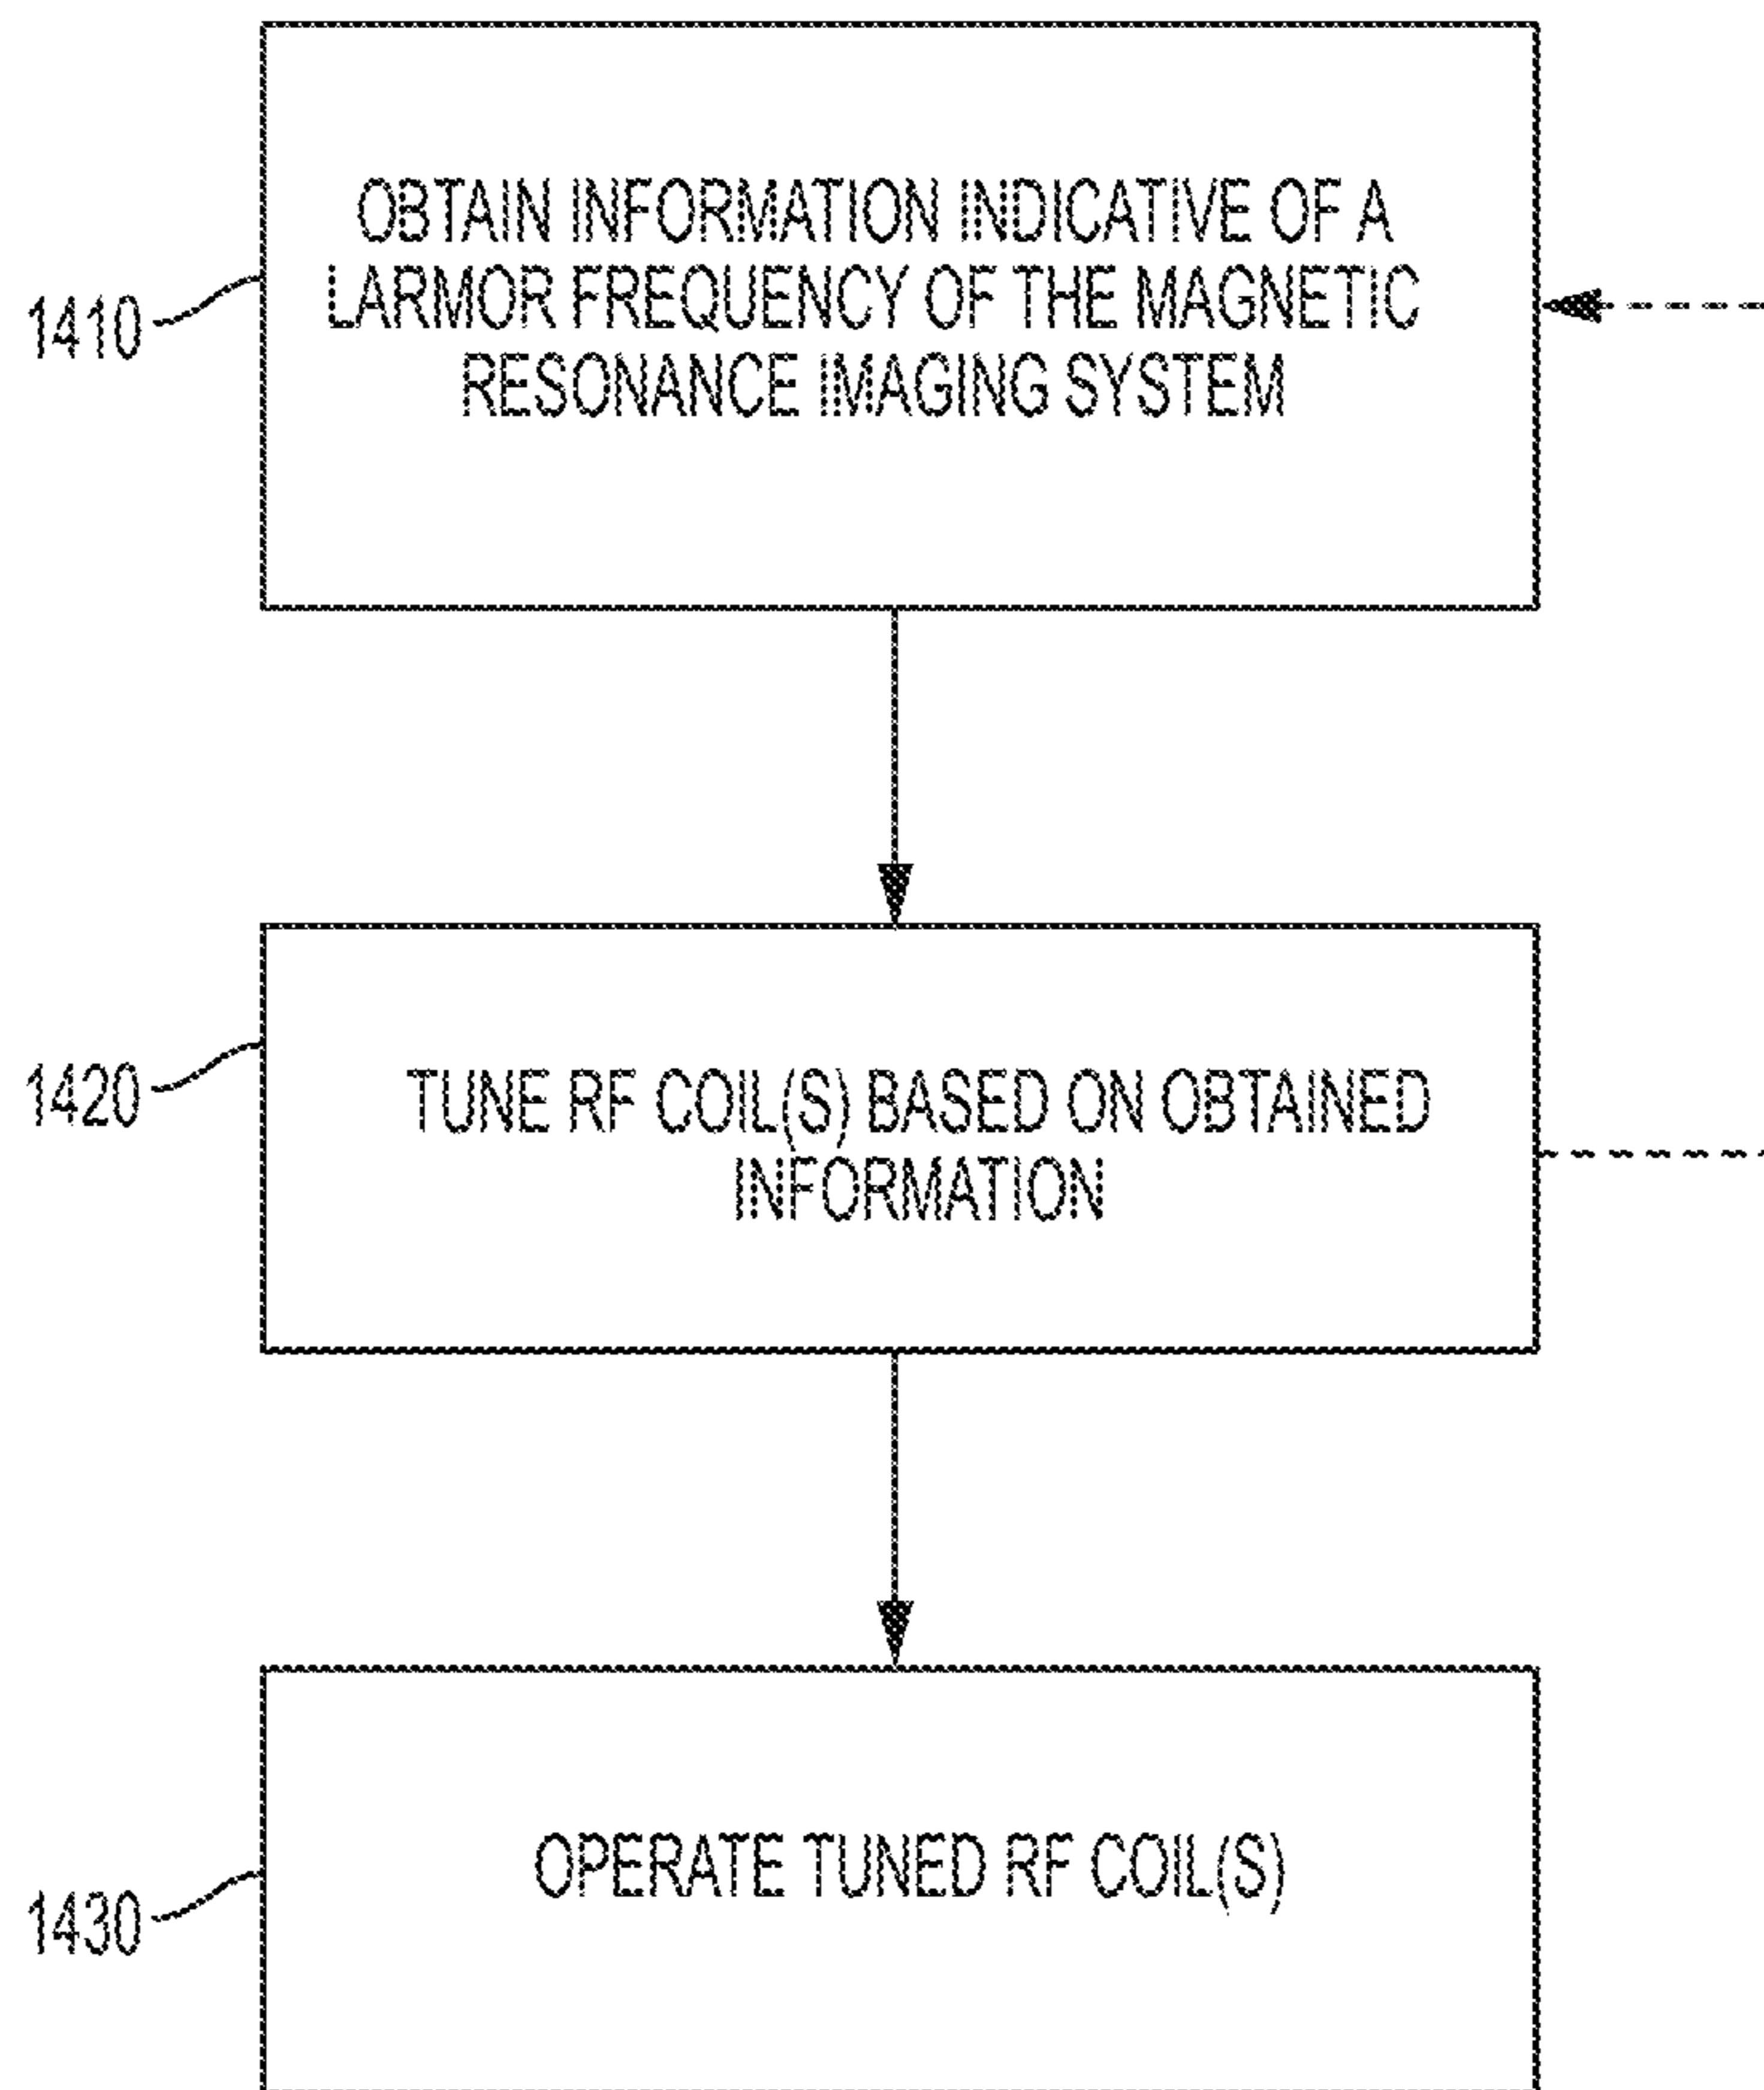 OBTAIN INFORMATION INDICATIVE OF A
LARMOR FREQUENCY OF THE MAGNETIC
RESONANCE IMAGING SYSTEM
1410
TUNE RF COIL(S) BASED ON OBTAINED
INFORMATION
1420
OPERATE TUNED RF COIL(S)
1430